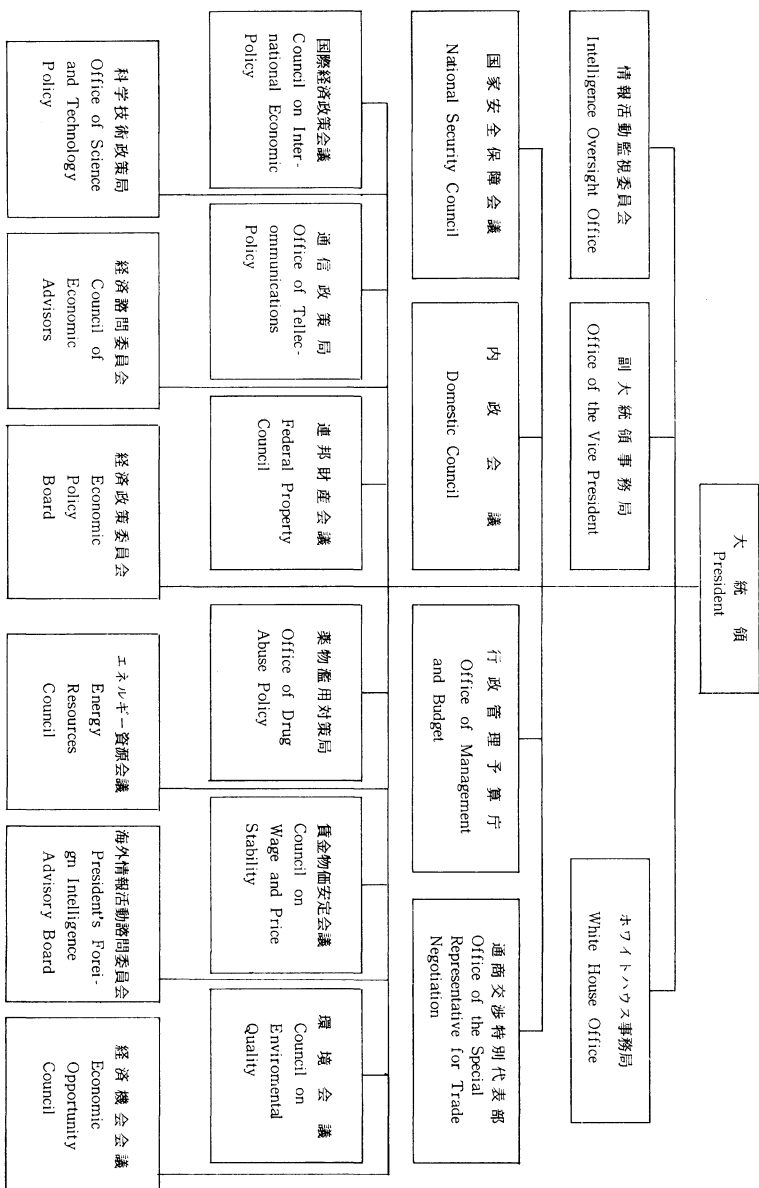 大統領
President
情報活動監視委員会
Intelligence Oversight Office
副大統領事務局
Office of the Vice President
ホワイトハウス事務局
White House Office
国家安全保障会議
National Security Council
内政会議
Domestic Council
行政管理予算庁
Office of Management
and Budget
通商交渉特別代表部
Office of the Special
Representative for Trade
Negotiation
国際経済政策会議
Council on Inter-
national Economic
Policy
通信政策局
Office of Tellec-
ommunications
Policy
連邦財産会議
Federal Property
Council
薬物濫用対策局
Office of Drug
Abuse Policy
賃金物価安定会議
Council on
Wage and Price
Stability
環境会議
Council on
Enviromental
Quality
科学技術政策局
Office of Science
and Technology
Policy
経済諮問委員会
Council of
Economic
Advisors
経済政策委員会
Economic
Policy
Board
エネルギー資源会議
Energy
Resources
Council
海外情報活動諮問委員会
President's Forei-
gn Intelligence
Advisory Board
経済機会会議
Economic
Opportunity
Council